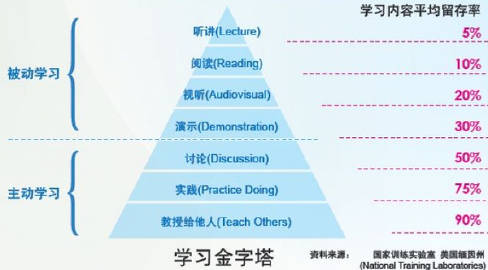 学习内容平均留存率
听讲(Lecture)
5%
阅读(Reading)
10%
被动学习
视听(Audiovisual)
20%
演示(Demonstration)
30%
讨论(Discussion)
50%
主动学习
实践(Practice Doing)
75%
教授给他人(Teach Others)
90%
学习金字塔
资料来源： 国家训练实验室 美国缅因州
(National Training Laboratories)